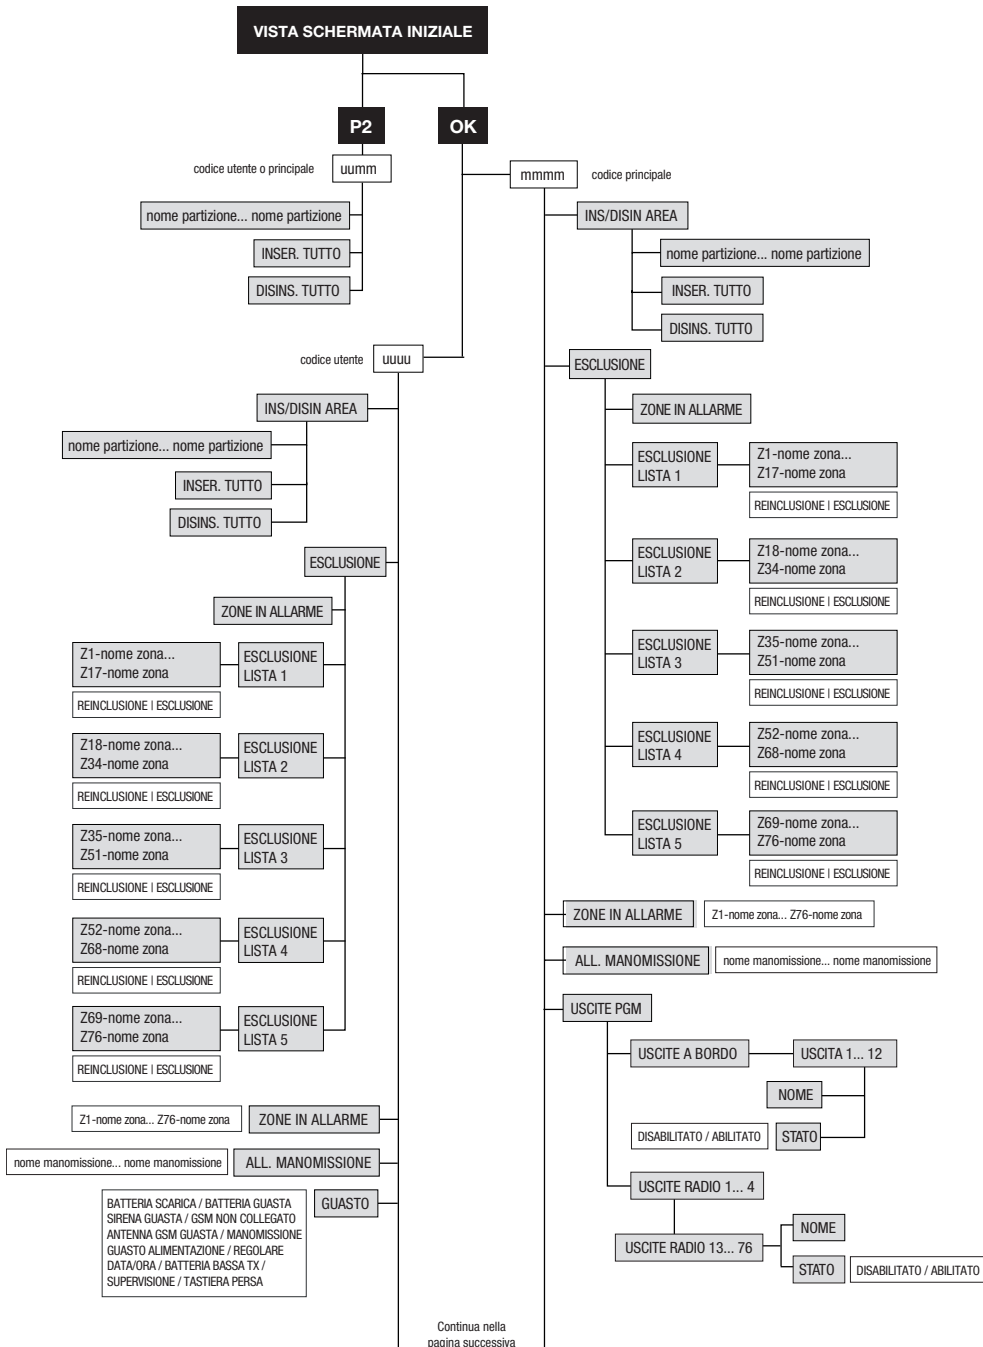 VISTA SCHERMATA INIZIALE
P2
OK
codice utente o principale
uumm
nome partizione... nome partizione
INSER. TUTTO
DISINS. TUTTO
mmmm
codice principale
INS/DISIN AREA
nome partizione... nome partizione
INSER. TUTTO
DISINS. TUTTO
codice utente
uuuu
INS/DISIN AREA
nome partizione... nome partizione
INSER. TUTTO
DISINS. TUTTO
ESCLUSIONE
ZONE IN ALLARME
Z1-nome zona...
Z17-nome zona
ESCLUSIONE
LISTA 1
REINCLUSIONE | ESCLUSIONE
Z18-nome zona...
Z34-nome zona
ESCLUSIONE
LISTA 2
REINCLUSIONE | ESCLUSIONE
Z35-nome zona...
Z51-nome zona
ESCLUSIONE
LISTA 3
REINCLUSIONE | ESCLUSIONE
Z52-nome zona...
Z68-nome zona
ESCLUSIONE
LISTA 4
REINCLUSIONE | ESCLUSIONE
Z69-nome zona...
Z76-nome zona
ESCLUSIONE
LISTA 5
REINCLUSIONE | ESCLUSIONE
Z1-nome zona... Z76-nome zona
ZONE IN ALLARME
nome manomissione... nome manomissione
ALL. MANOMISSIONE
BATTERIA SCARICA / BATTERIA GUASTA
SIRENA GUASTA / GSM NON COLLEGATO
ANTENNA GSM GUASTA / MANOMISSIONE
GUASTO ALIMENTAZIONE / REGOLARE
DATA/ORA / BATTERIA BASSA TX /
SUPERVISIONE / TASTIERA PERSA
GUASTO
ESCLUSIONE
ZONE IN ALLARME
ESCLUSIONE
LISTA 1
Z1-nome zona...
Z17-nome zona
REINCLUSIONE | ESCLUSIONE
ESCLUSIONE
LISTA 2
Z18-nome zona...
Z34-nome zona
REINCLUSIONE | ESCLUSIONE
ESCLUSIONE
LISTA 3
Z35-nome zona...
Z51-nome zona
REINCLUSIONE | ESCLUSIONE
ESCLUSIONE
LISTA 4
Z52-nome zona...
Z68-nome zona
REINCLUSIONE | ESCLUSIONE
ESCLUSIONE
LISTA 5
Z69-nome zona...
Z76-nome zona
REINCLUSIONE | ESCLUSIONE
ZONE IN ALLARME
Z1-nome zona... Z76-nome zona
ALL. MANOMISSIONE
nome manomissione... nome manomissione
USCITE PGM
USCITE A BORDO
USCITA 1... 12
NOME
DISABILITATO / ABILITATO
STATO
USCITE RADIO 1... 4
USCITE RADIO 13... 76
NOME
STATO
DISABILITATO / ABILITATO
Continua nella
pagina successiva